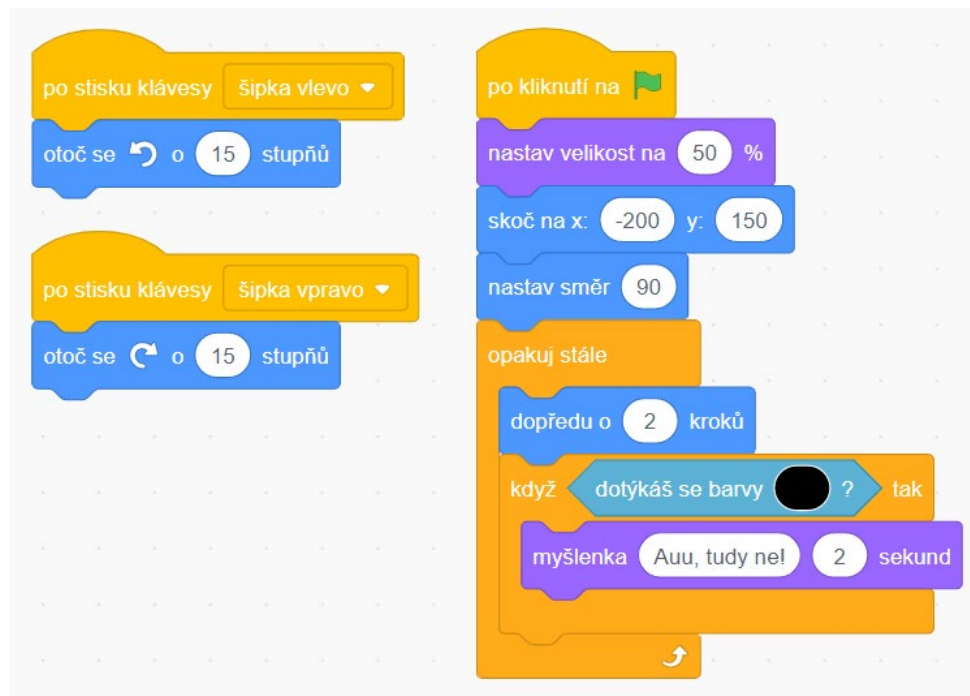 po stisku klávesy šipka vlevo
otoč se o 15 stupňů
po stisku klávesy šipka vpravo
otoč se o 15 stupňů
po kliknutí na
nastav velikost na 50 %
skoč na x: -200 y: 150
nastav směr 90
opakuj stále
dopředu o 2 kroků
když dotýkáš se barvy ? tak
myšlenka Auu, tudy ne! 2 sekund